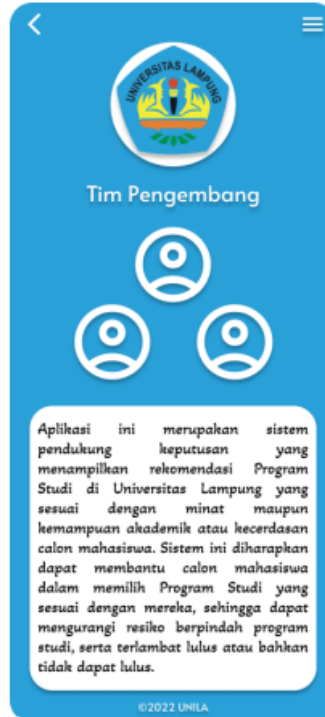 UNIVERSITAS LAMPUNG
Tim Pengembang
Aplikasi ini merupakan sistem
pendukung keputusan yang
menampilkan rekomendasi Program
Studi di Universitas Lampung yang
sesuai dengan minat maupun
kemampuan akademik atau kecerdasan
calon mahasiswa. Sistem ini diharapkan
dapat membantu calon mahasiswa
dalam memilih Program Studi yang
sesuai dengan mereka, sehingga dapat
mengurangi resiko berpindah program
studi, serta terlambat lulus atau bahkan
tidak dapat lulus.
©2022 UNILA